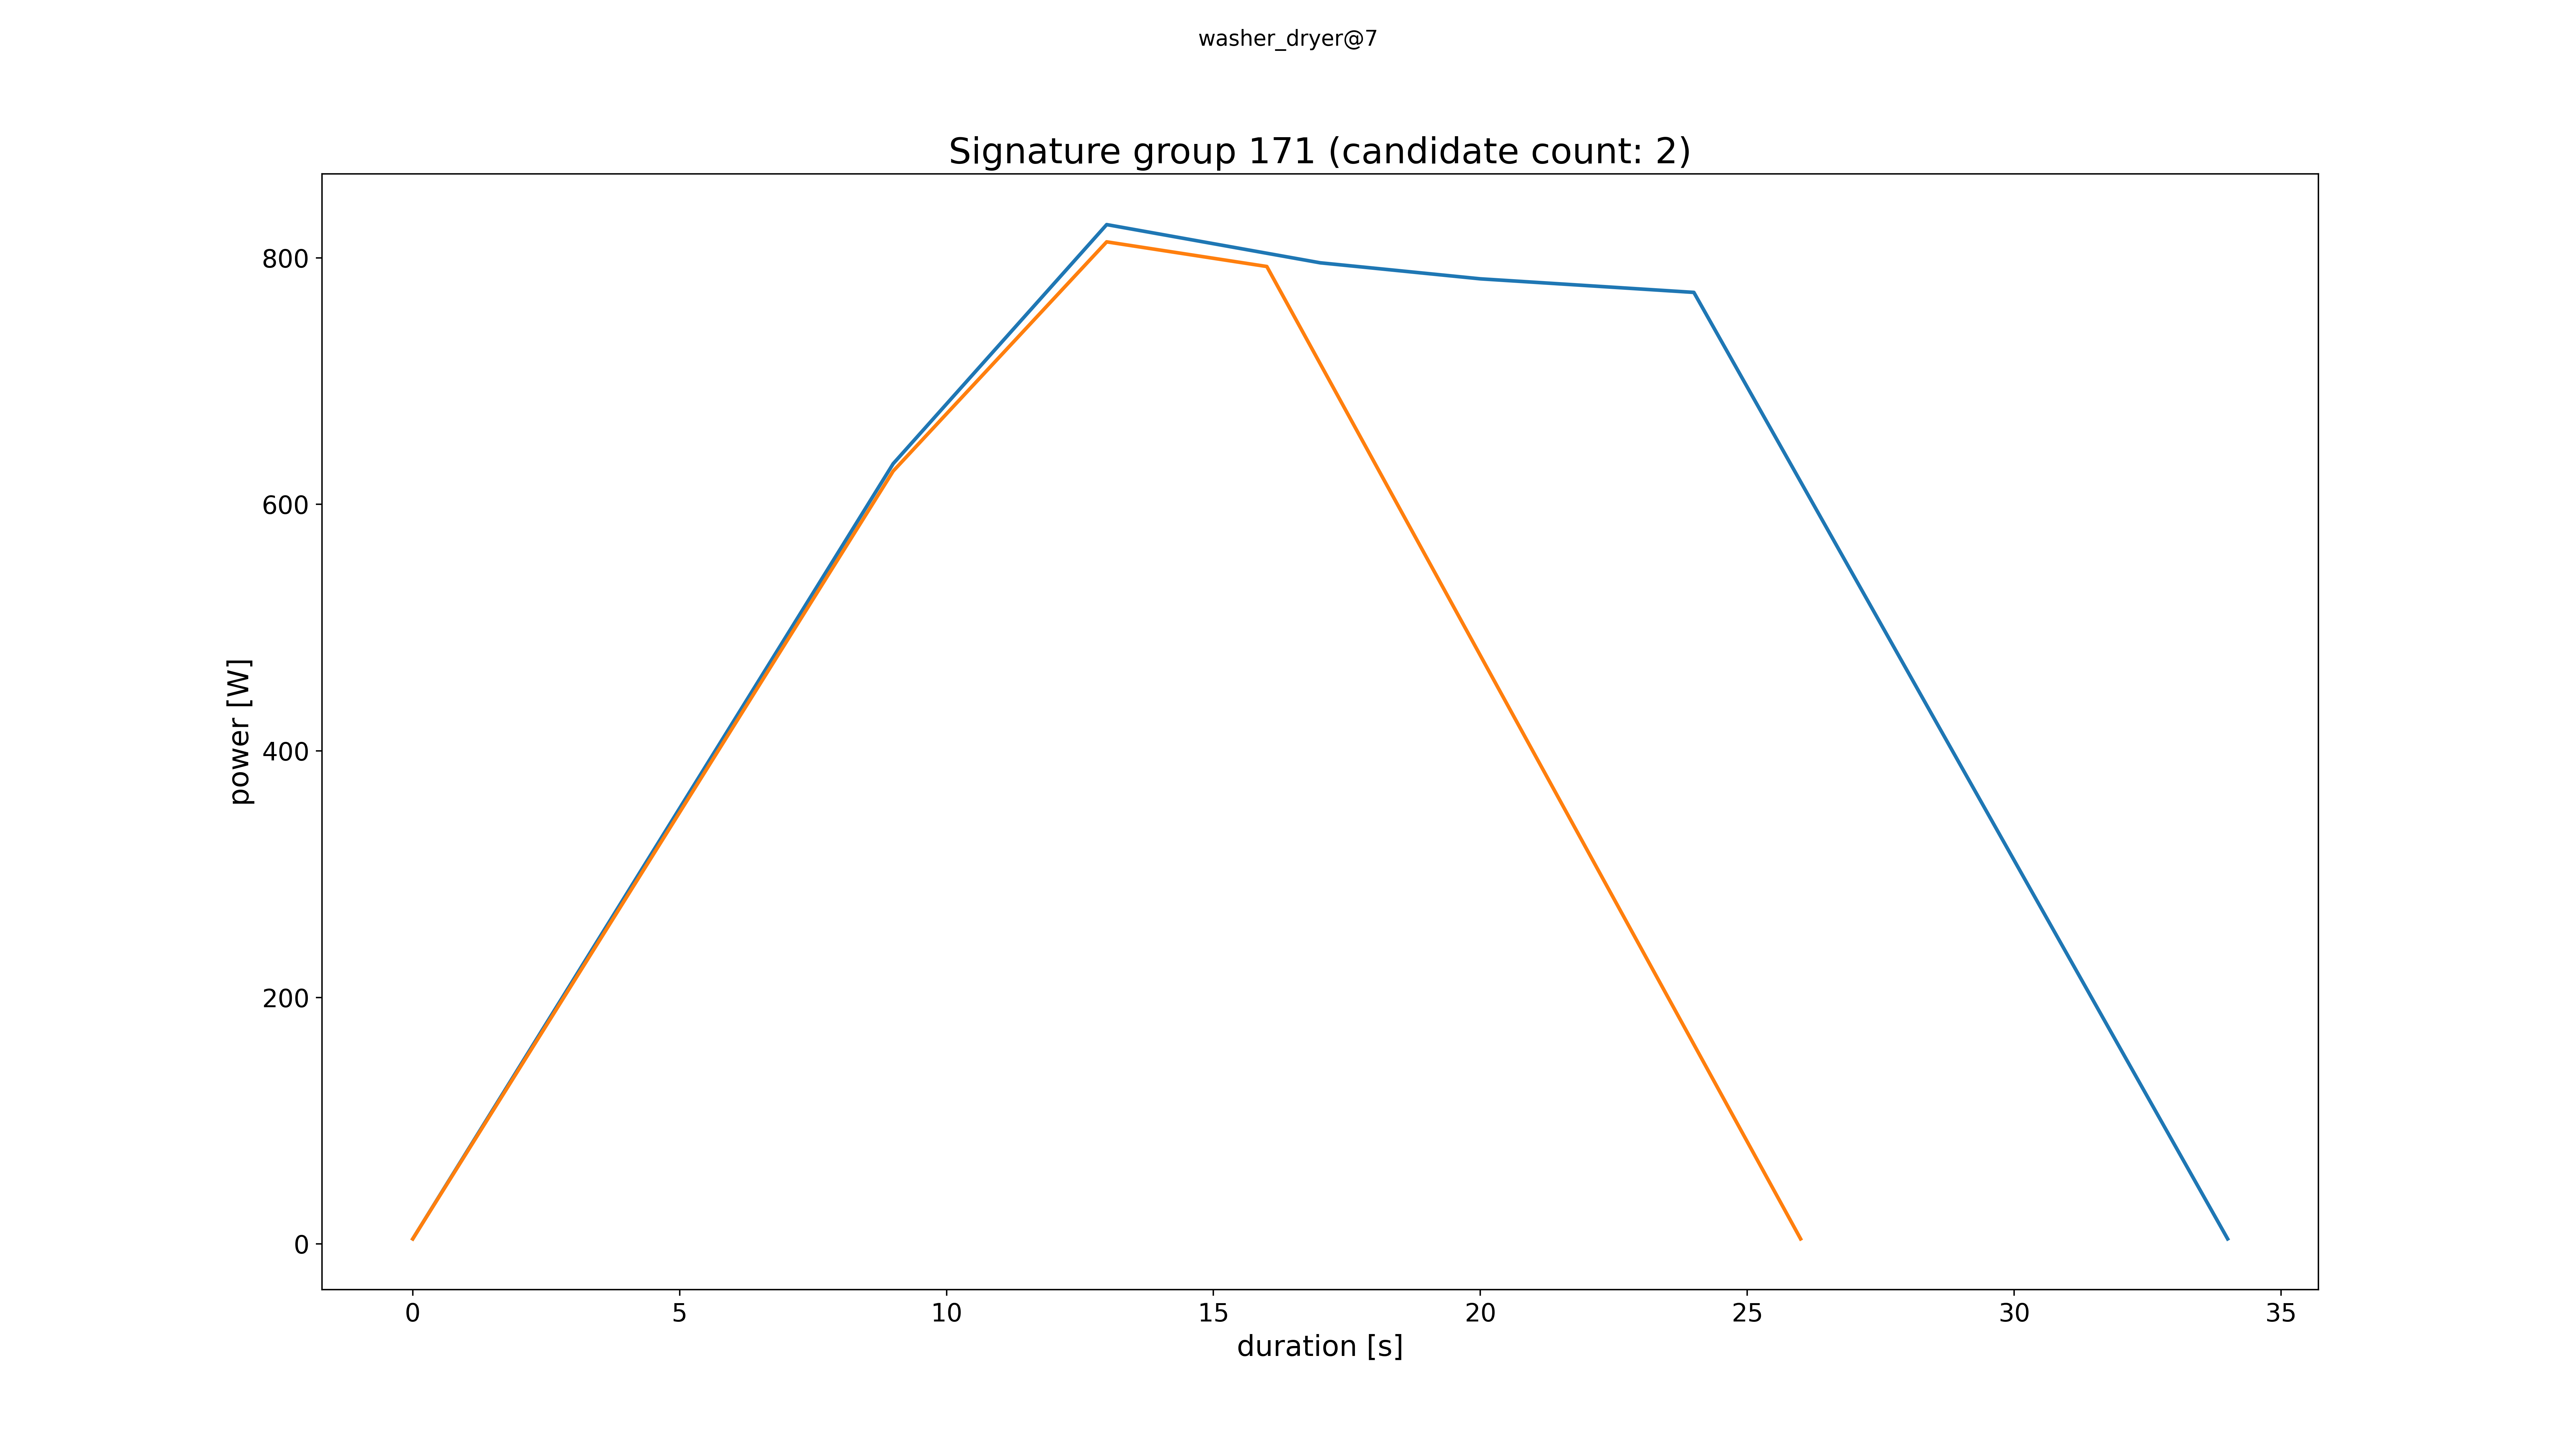 washer_dryer@7
Signature group 171 (candidate count: 2)
800
600
400
200
0
power [W]
0 5 10 15 20 25 30 35
duration [s]